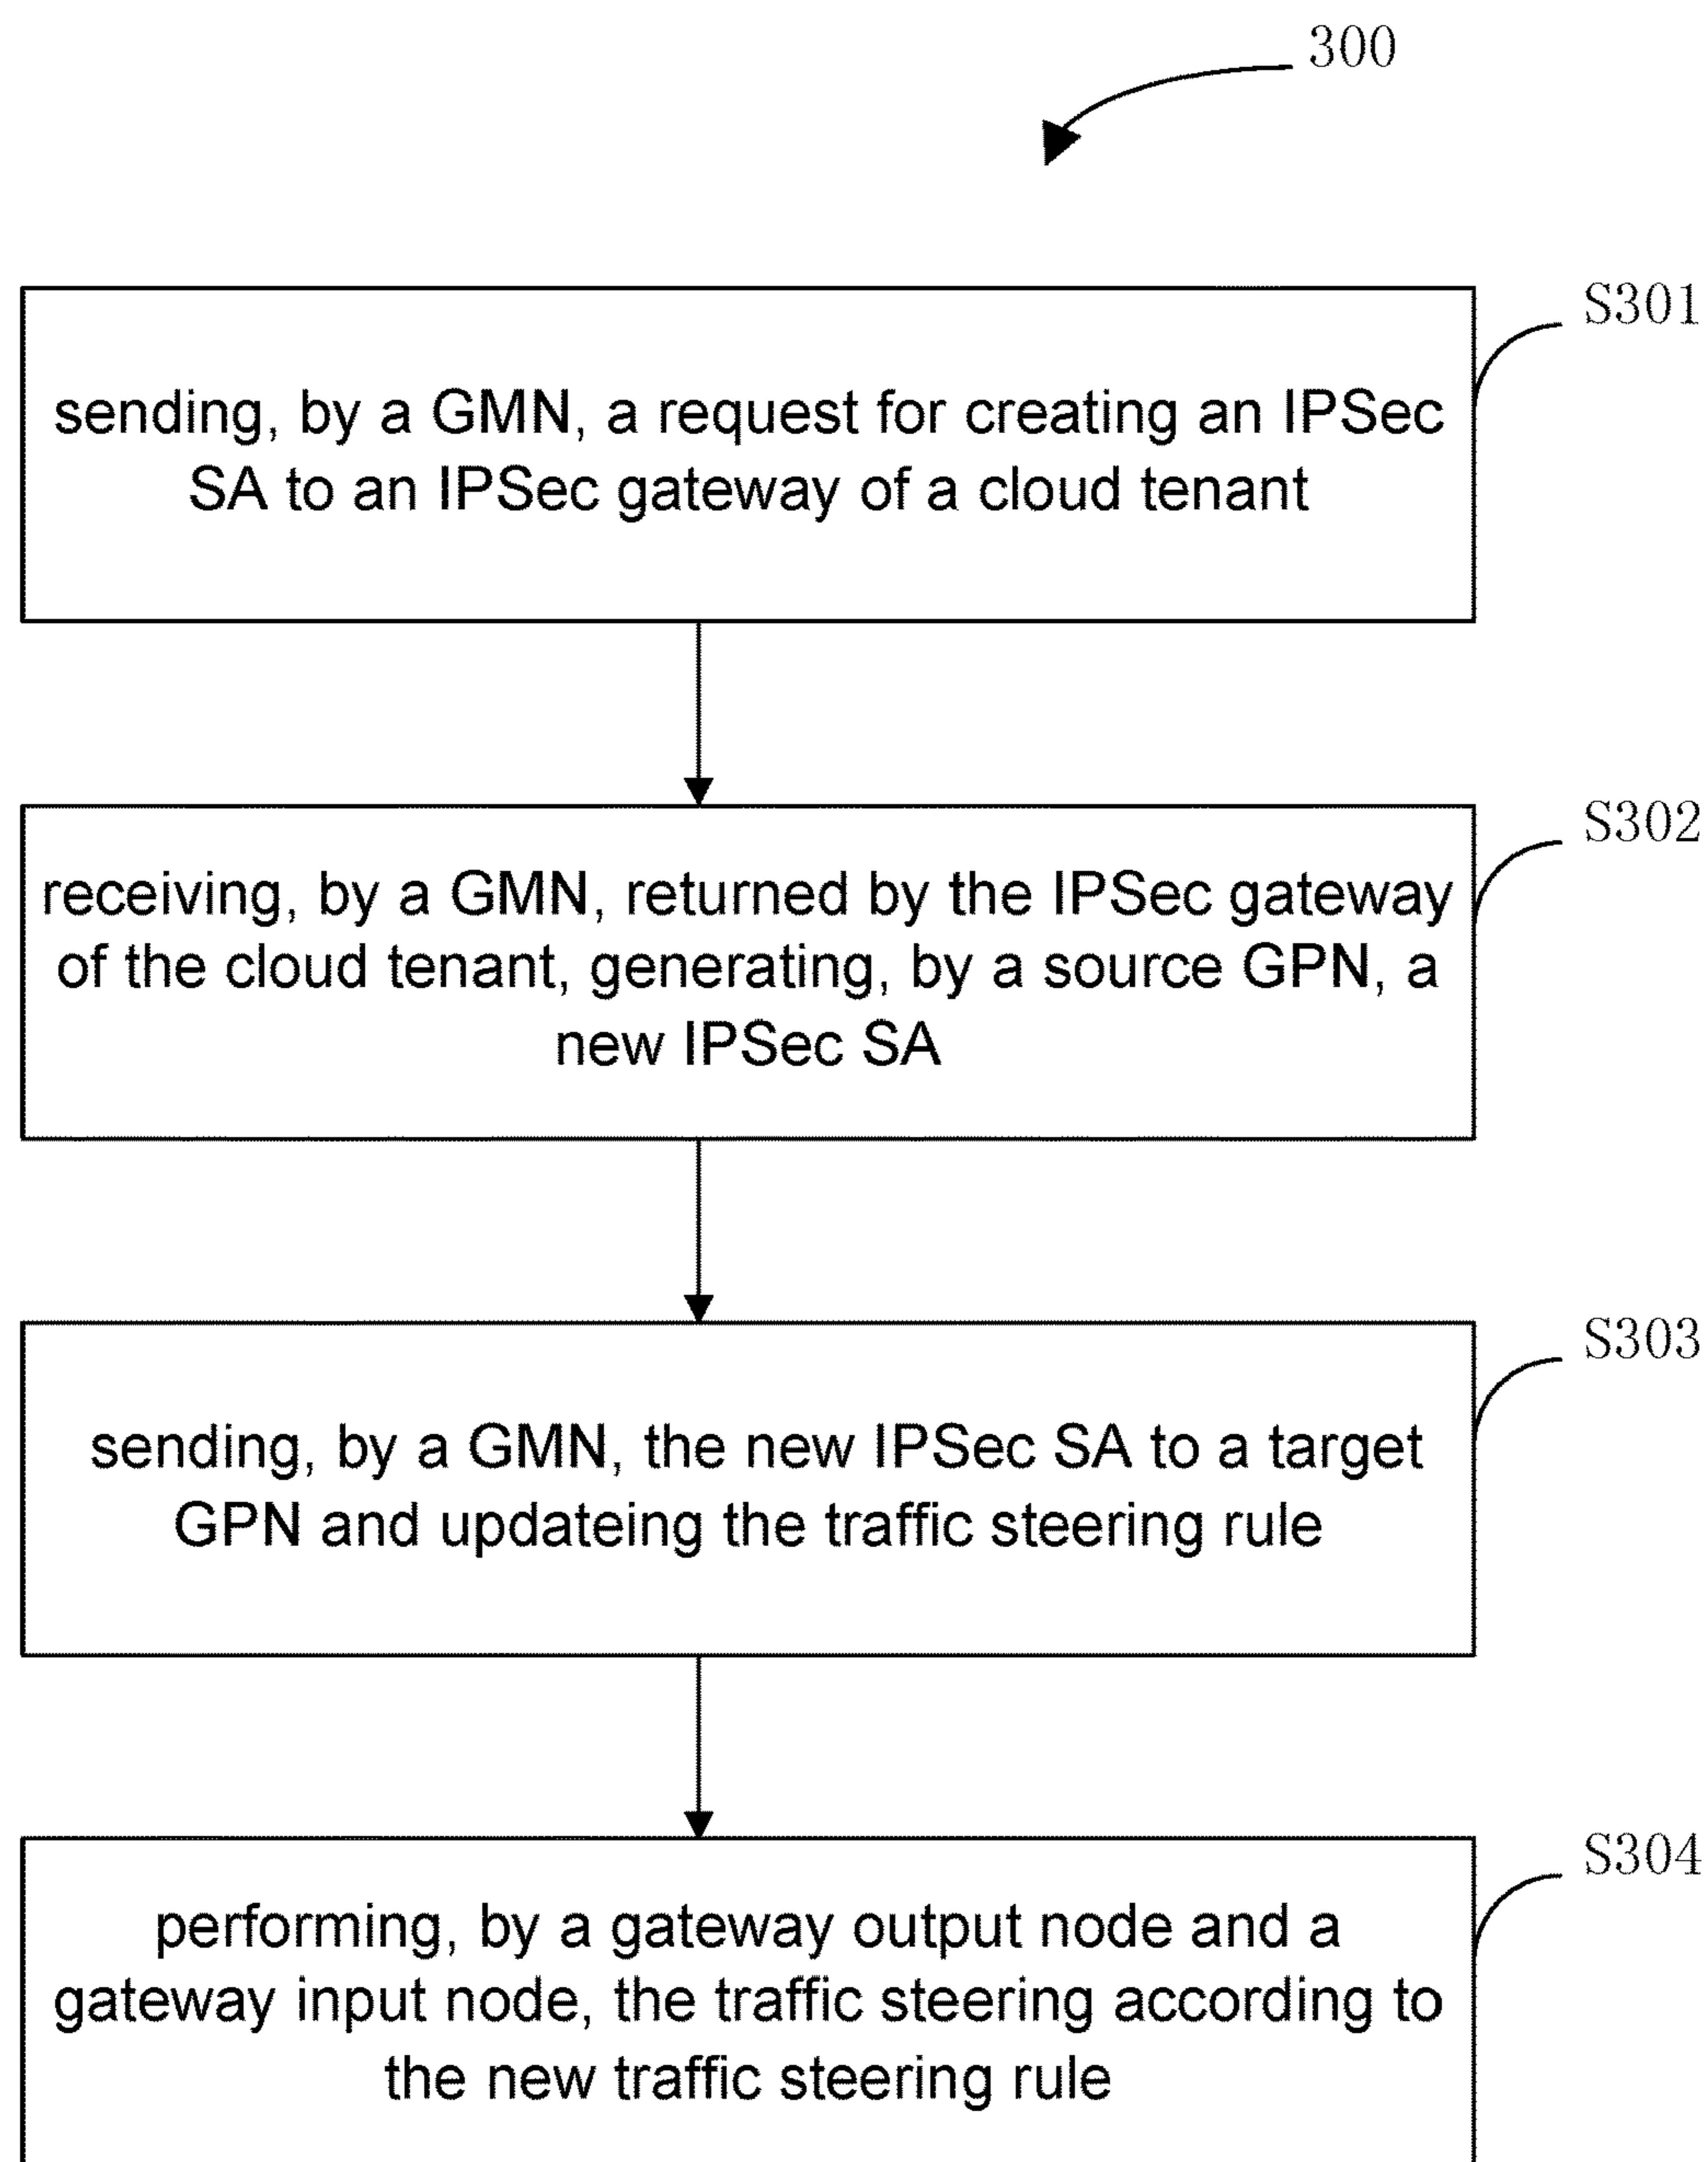 300
S301
sending, by a GMN, a request for creating an IPSec
SA to an IPSec gateway of a cloud tenant
S302
receiving, by a GMN, returned by the IPSec gateway
of the cloud tenant, generating, by a source GPN, a
new IPSec SA
S303
sending, by a GMN, the new IPSec SA to a target
GPN and updateing the traffic steering rule
S304
performing, by a gateway output node and a
gateway input node, the traffic steering according to
the new traffic steering rule